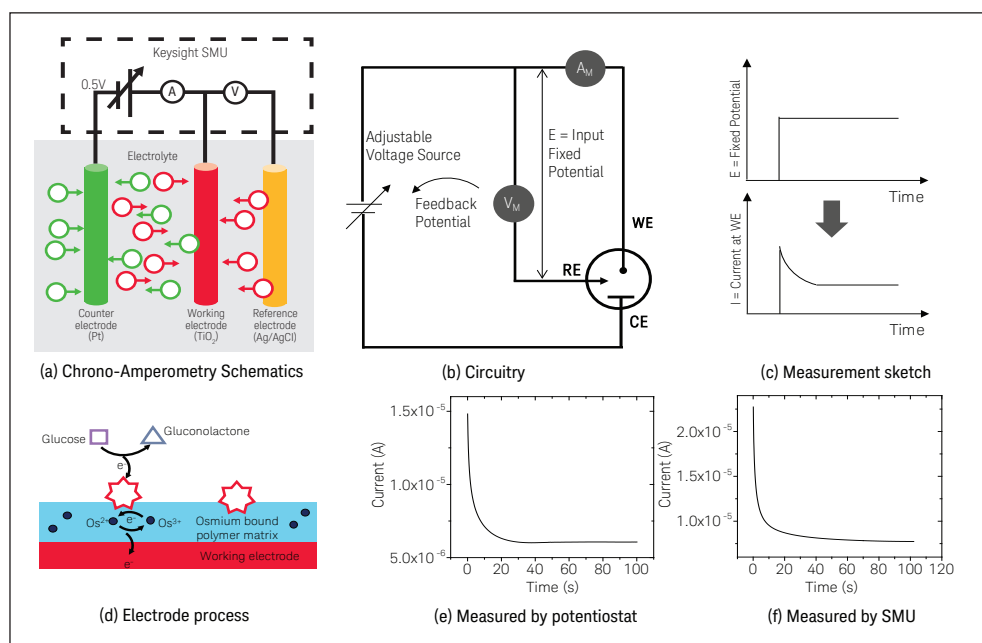 Keysight SMU
0.5V
A
V
Electrolyte
Counter
electrode
(Pt)
Working
electrode
(TiO₂)
Reference
electrode
(Ag/AgCl)
(a) Chrono-Amperometry Schematics
A_M
Adjustable
Voltage Source
E = Input
Fixed
Potential
Feedback
Potential
V_M
WE
RE
CE
(b) Circuitry
E = Fixed Potential
Time
I = Current at WE
Time
(c) Measurement sketch
Glucose
Gluconolactone
e⁻
Os²⁺
e⁻
Os³⁺
Osmium bound
polymer matrix
Working electrode
e⁻
(d) Electrode process
1.5x10⁻⁵
1.0x10⁻⁵
5.0x10⁻⁶
Current (A)
0 20 40 60 80 100
Time (s)
(e) Measured by potentiostat
2.0x10⁻⁵
1.5x10⁻⁵
1.0x10⁻⁵
Current (A)
0 20 40 60 80 100 120
Time (s)
(f) Measured by SMU